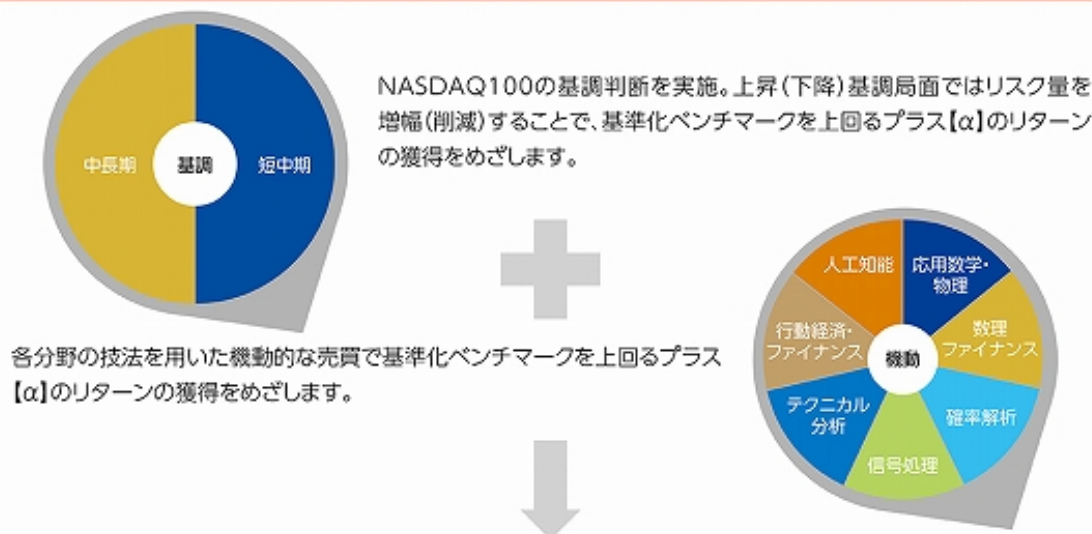 中長期
基調
短中期
NASDAQ100の基調判断を実施。上昇(下降)基調局面ではリスク量を
増幅(削減)することで、基準化ベンチマークを上回るプラス【α】のリターン
の獲得をめざします。
各分野の技法を用いた機動的な売買で基準化ベンチマークを上回るプラス
【α】のリターンの獲得をめざします。
人工知能
応用数学・
物理
行動経済・
ファイナンス
機動
数理
ファイナンス
テクニカル
分析
確率解析
信号処理